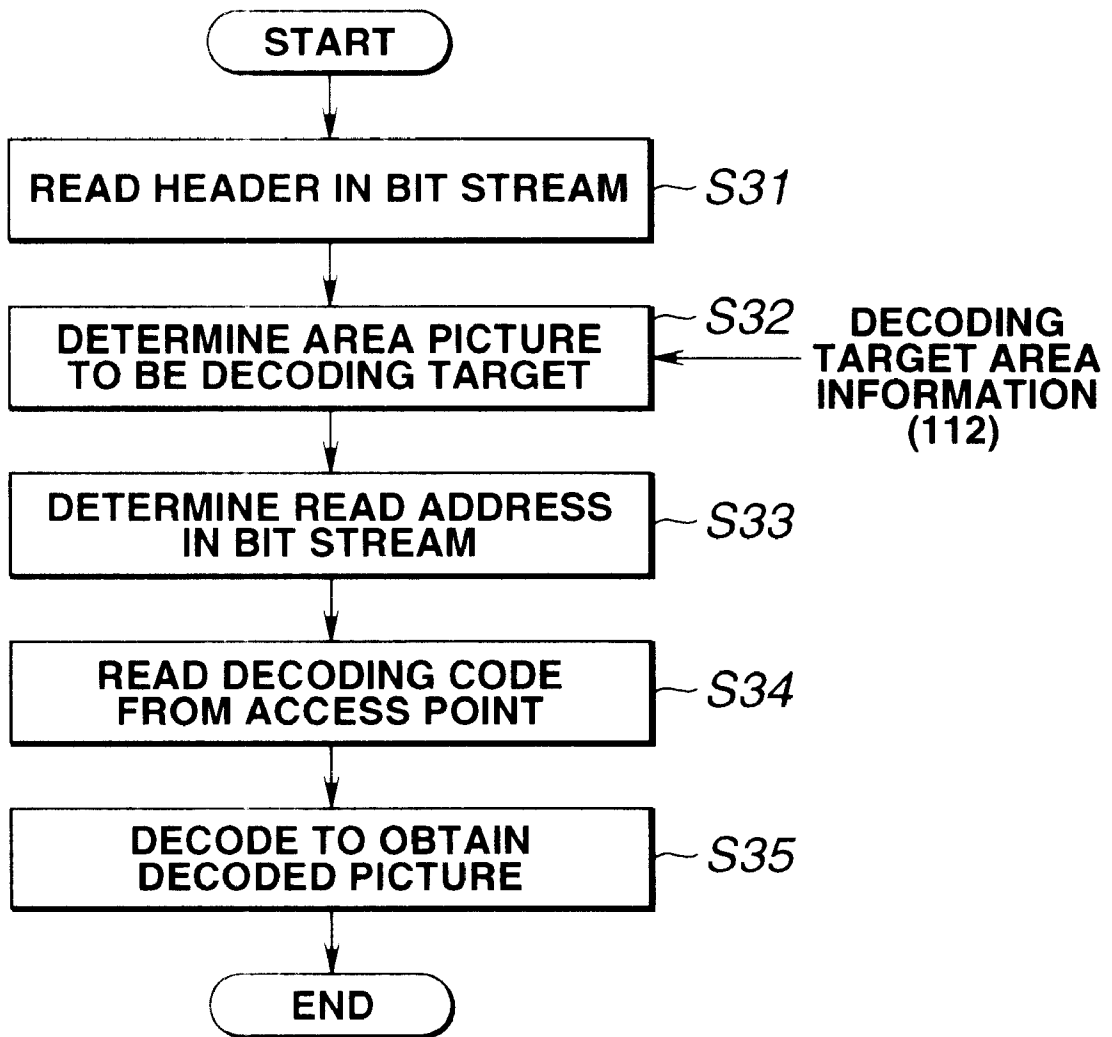 START
READ HEADER IN BIT STREAM
S31
DETERMINE AREA PICTURE
TO BE DECODING TARGET
S32
DECODING
TARGET AREA
INFORMATION
(112)
DETERMINE READ ADDRESS
IN BIT STREAM
S33
READ DECODING CODE
FROM ACCESS POINT
S34
DECODE TO OBTAIN
DECODED PICTURE
S35
END